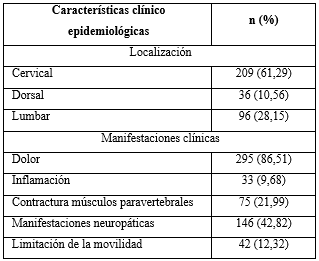 Características clínico n (%)
epidemiológicas
Localización
Cervical 209 (61,29)
Dorsal 36 (10,56)
Lumbar 96 (28,15)
Manifestaciones clínicas
Dolor 295 (86,51)
Inflamación 33 (9,68)
Contractura músculos paravertebrales 75 (21,99)
Manifestaciones neuropáticas 146 (42,82)
Limitación de la movilidad 42 (12,32)